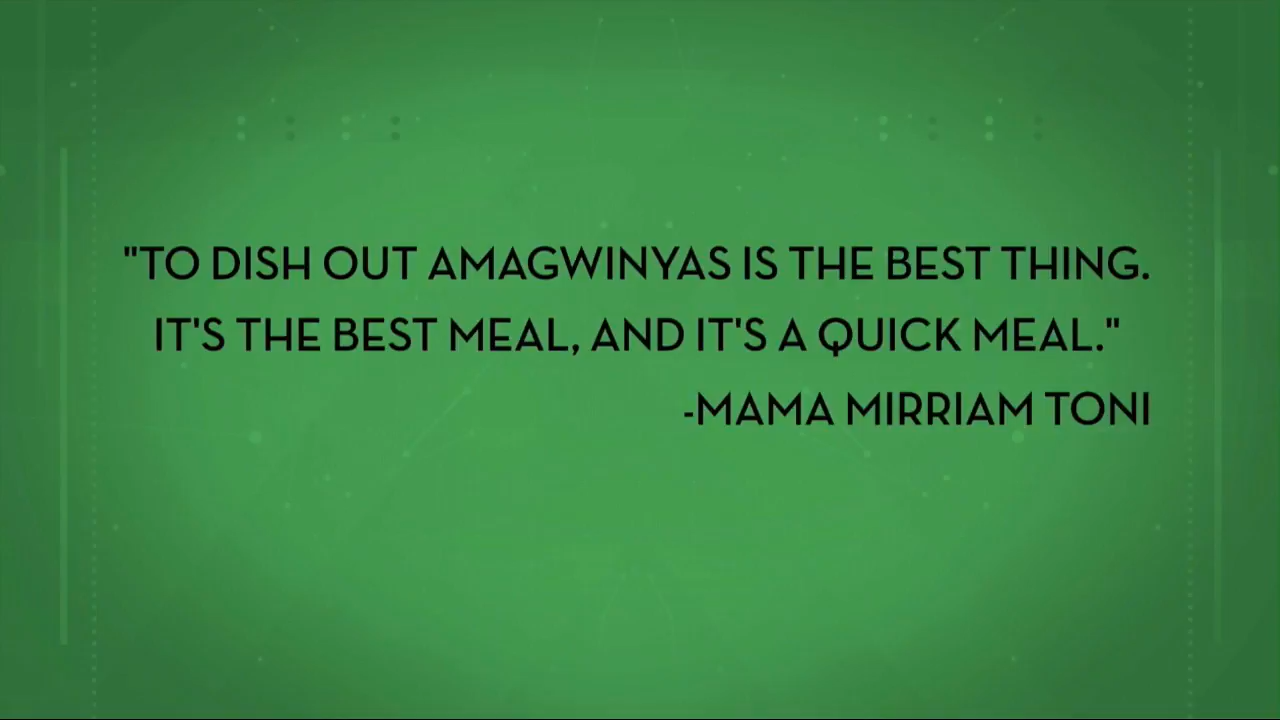 "TO DISH OUT AMAGWINYAS IS THE BEST THING.
IT'S THE BEST MEAL, AND IT'S A QUICK MEAL."
-MAMA MIRRIAM TONI